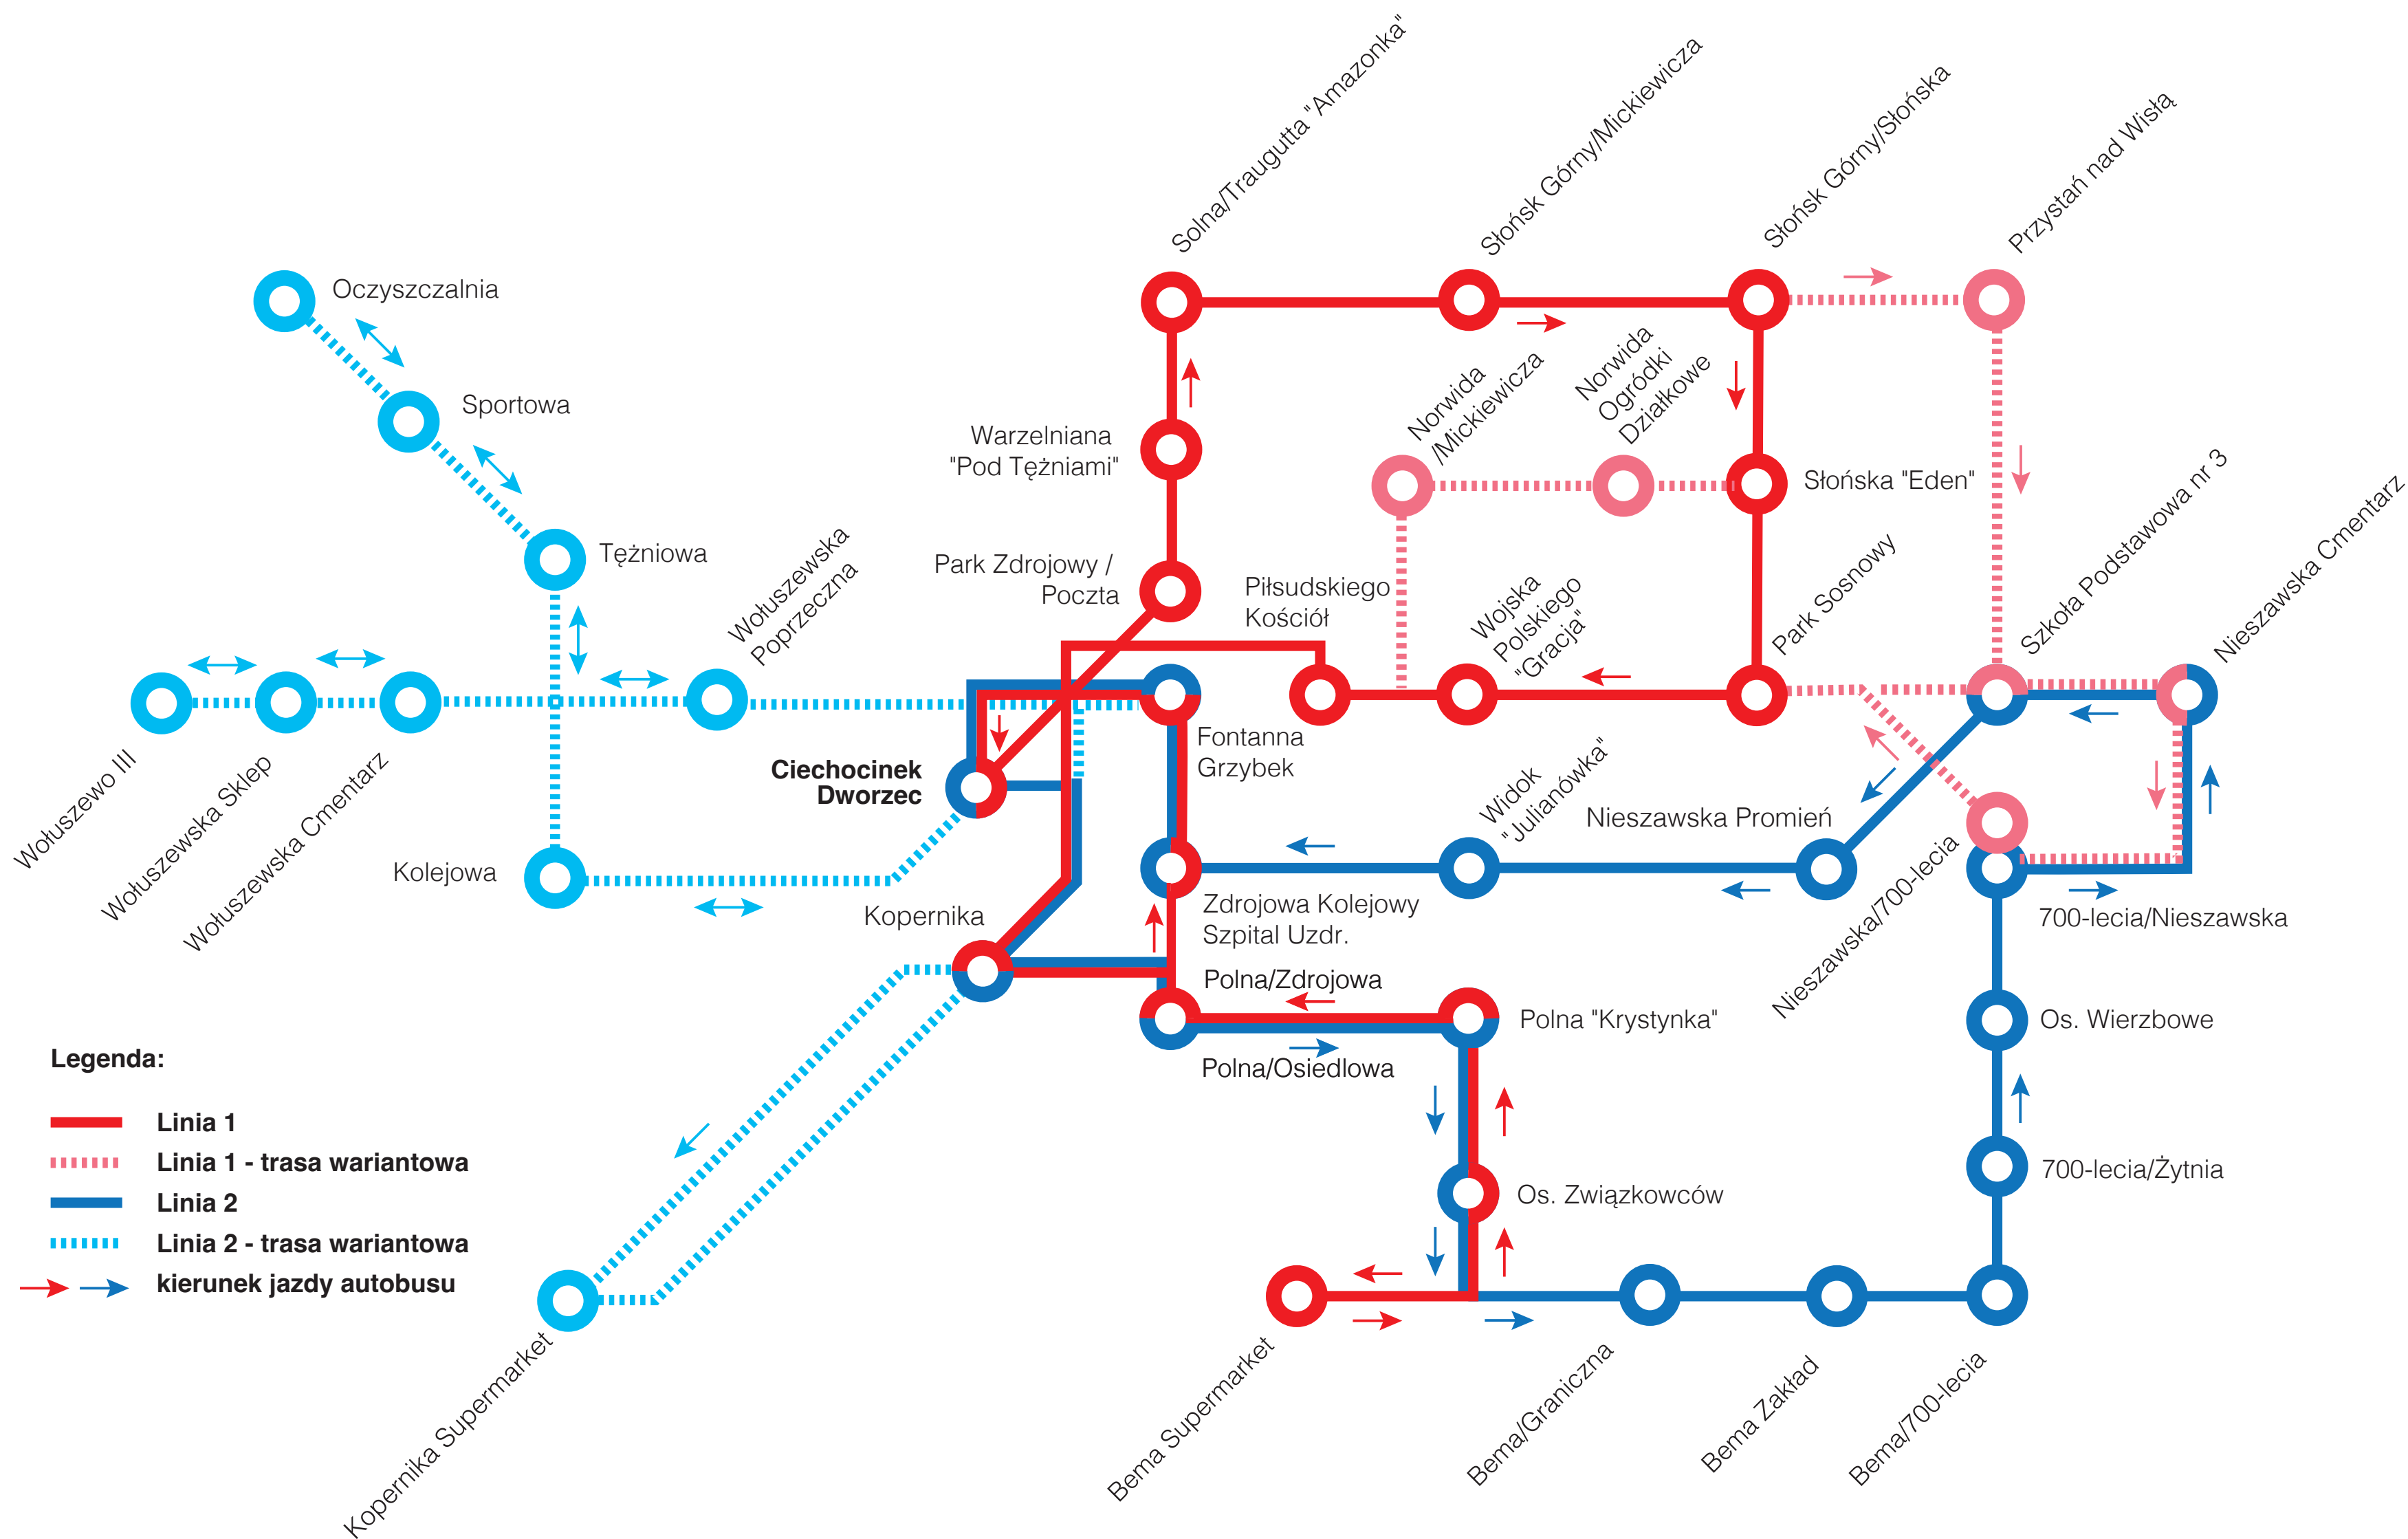 Solna/Traugutta "Amazonka"
Słońsk Górny/Mickiewicza
Słońsk Górny/Słońska
Przystań nad Wisłą
Oczyszczalnia
Sportowa
Tężniowa
Wołuszewska
Poprzeczna
Warzelniana
"Pod Tężniami"
Park Zdrojowy /
Poczta
Norwida
/Mickiewicza
Norwida
Ogródki
Działkowe
Słońska "Eden"
Piłsudskiego
Kościół
Wojska
Polskiego
"Gracja"
Park Sosnowy
Szkoła Podstawowa nr 3
Nieszawska Cmentarz
Wołuszewo III
Wołuszewska Sklep
Wołuszewska Cmentarz
Ciechocinek
Dworzec
Fontanna
Grzybek
Widok
"Julianówka"
Nieszawska Promień
Nieszawska/700-lecia
700-lecia/Nieszawska
Kolejowa
Kopernika
Zdrojowa Kolejowy
Szpital Uzdr.
Polna/Zdrojowa
Polna/Osiedlowa
Polna "Krystynka"
Os. Wierzbowe
700-lecia/Żytnia
Os. Związkowców
Kopernika Supermarket
Bema Supermarket
Bema/Graniczna
Bema Zakład
Bema/700-lecia
Legenda:
Linia 1
Linia 1 - trasa wariantowa
Linia 2
Linia 2 - trasa wariantowa
kierunek jazdy autobusu